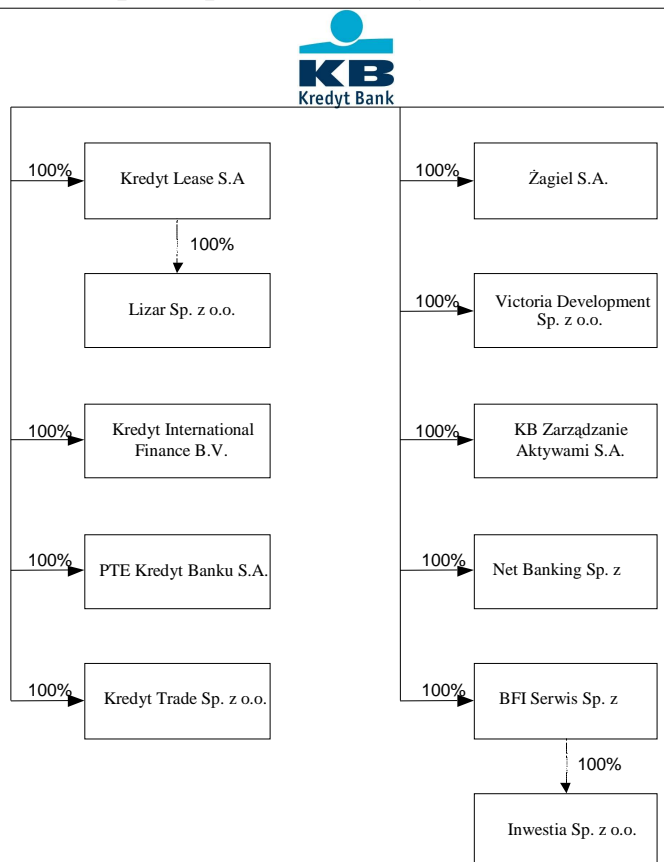 KB
Kredyt Bank
100%
Kredyt Lease S.A
100%
Lizar Sp. z o.o.
100%
Kredyt International
Finance B.V.
100%
PTE Kredyt Banku S.A.
100%
Kredyt Trade Sp. z o.o.
100%
Żagiel S.A.
100%
Victoria Development
Sp. z o.o.
100%
KB Zarządzanie
Aktywami S.A.
100%
Net Banking Sp. z
100%
BFI Serwis Sp. z
100%
Inwestia Sp. z o.o.